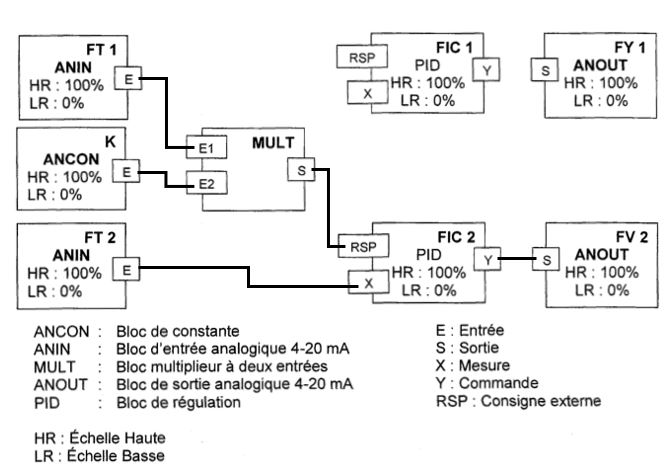 FT 1
ANIN
HR : 100%
LR : 0%
E
FIC 1
PID
HR : 100%
LR : 0%
RSP
X
Y
FY 1
ANOUT
HR : 100%
LR : 0%
S
K
ANCON
HR : 100%
LR : 0%
E
MULT
E1
E2
S
FT 2
ANIN
HR : 100%
LR : 0%
E
FIC 2
PID
HR : 100%
LR : 0%
RSP
X
Y
FV 2
ANOUT
HR : 100%
LR : 0%
S
ANCON : Bloc de constante
ANIN : Bloc d'entrée analogique 4-20 mA
MULT : Bloc multiplieur à deux entrées
ANOUT : Bloc de sortie analogique 4-20 mA
PID : Bloc de régulation
HR : Échelle Haute
LR : Échelle Basse
E : Entrée
S : Sortie
X : Mesure
Y : Commande
RSP : Consigne externe